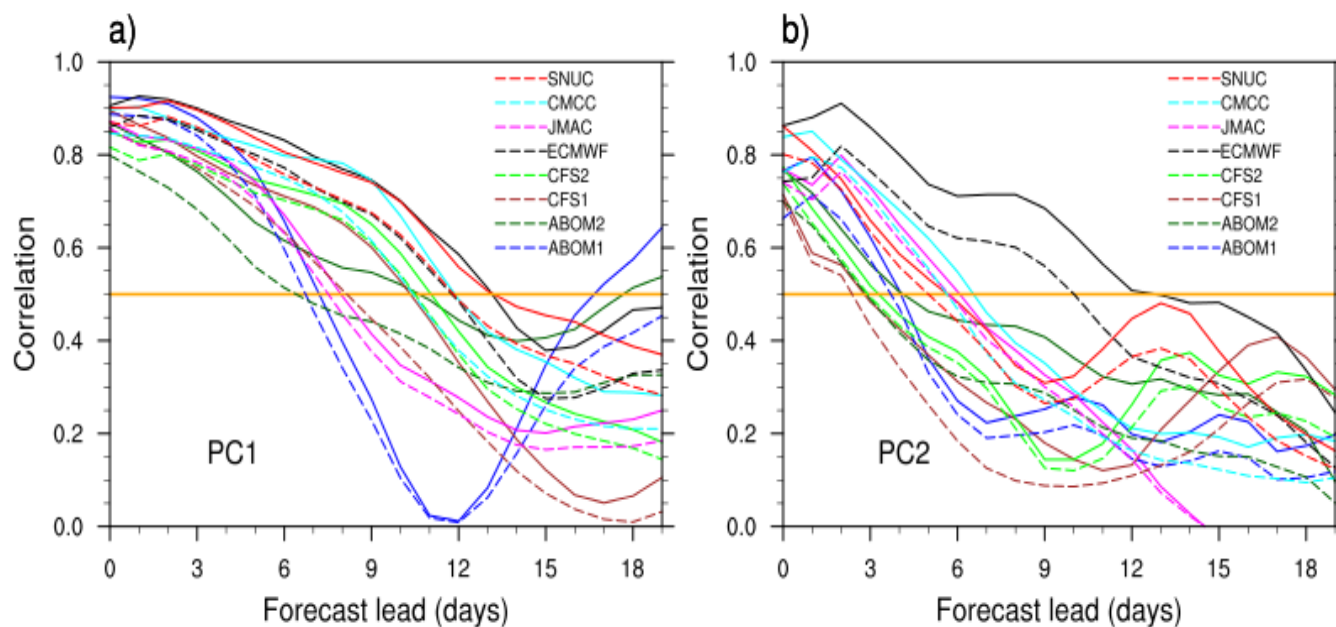 a)
Correlation
1.0
0.8
0.6
0.4
0.2
0.0
SNUC
CMCC
JMAC
ECMWF
CFS2
CFS1
ABOM2
ABOM1
PC1
0 3 6 9 12 15 18
Forecast lead (days)
b)
Correlation
1.0
0.8
0.6
0.4
0.2
0.0
SNUC
CMCC
JMAC
ECMWF
CFS2
CFS1
ABOM2
ABOM1
PC2
0 3 6 9 12 15 18
Forecast lead (days)